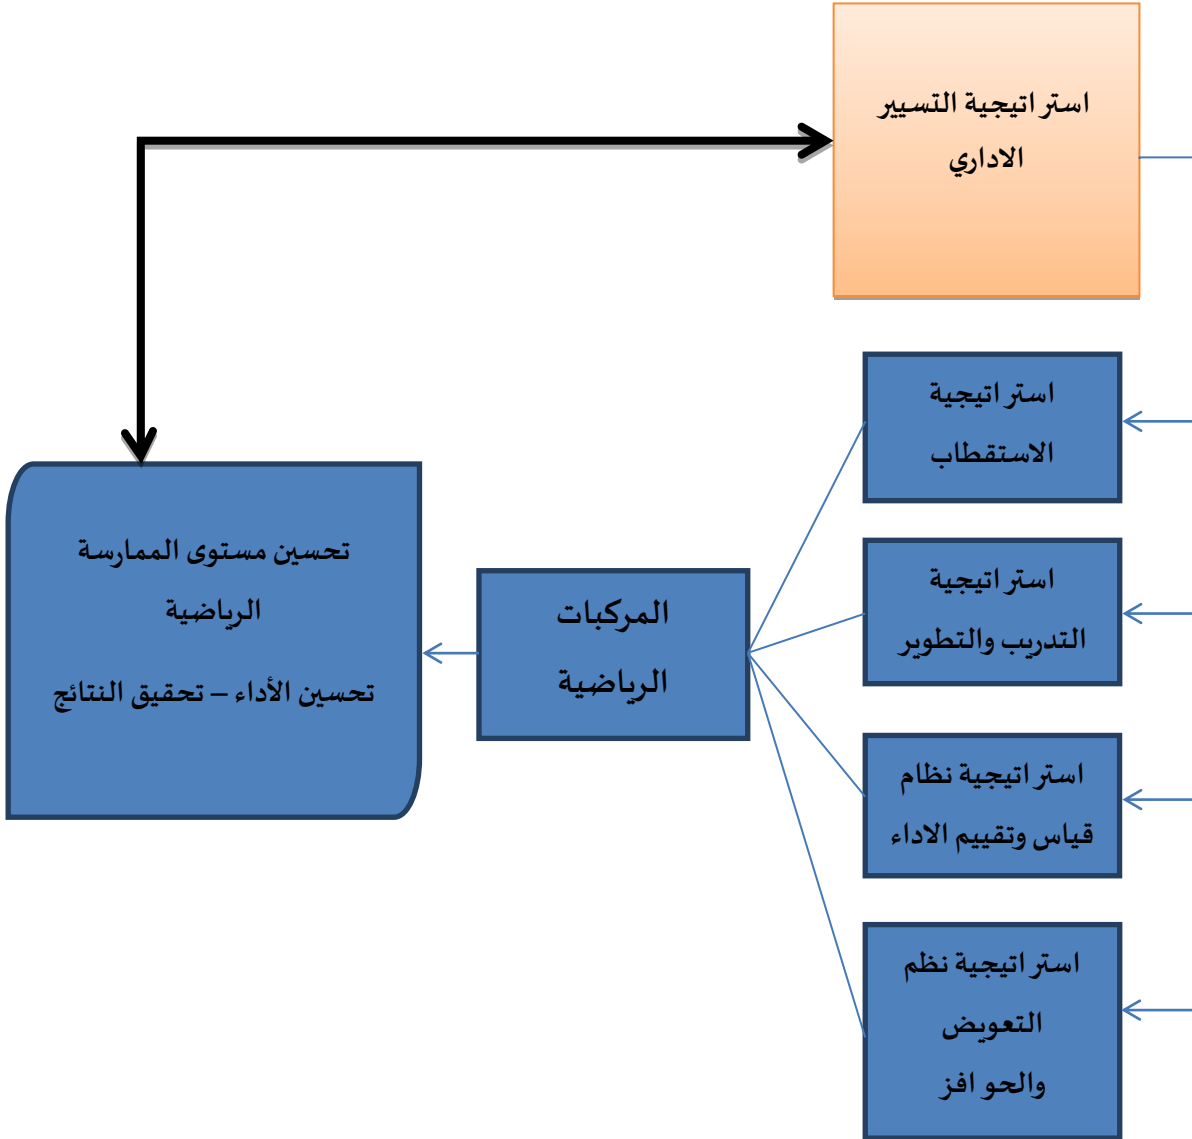 استراتيجية التسيير
الاداري
استراتيجية
الاستقطاب
استراتيجية
التدريب والتطوير
استراتيجية نظام
قياس وتقييم الاداء
استراتيجية نظم
التعويض
والحوافز
المركبات
الرياضية
تحسين مستوى الممارسة
الرياضية
تحسين الأداء – تحقيق النتائج